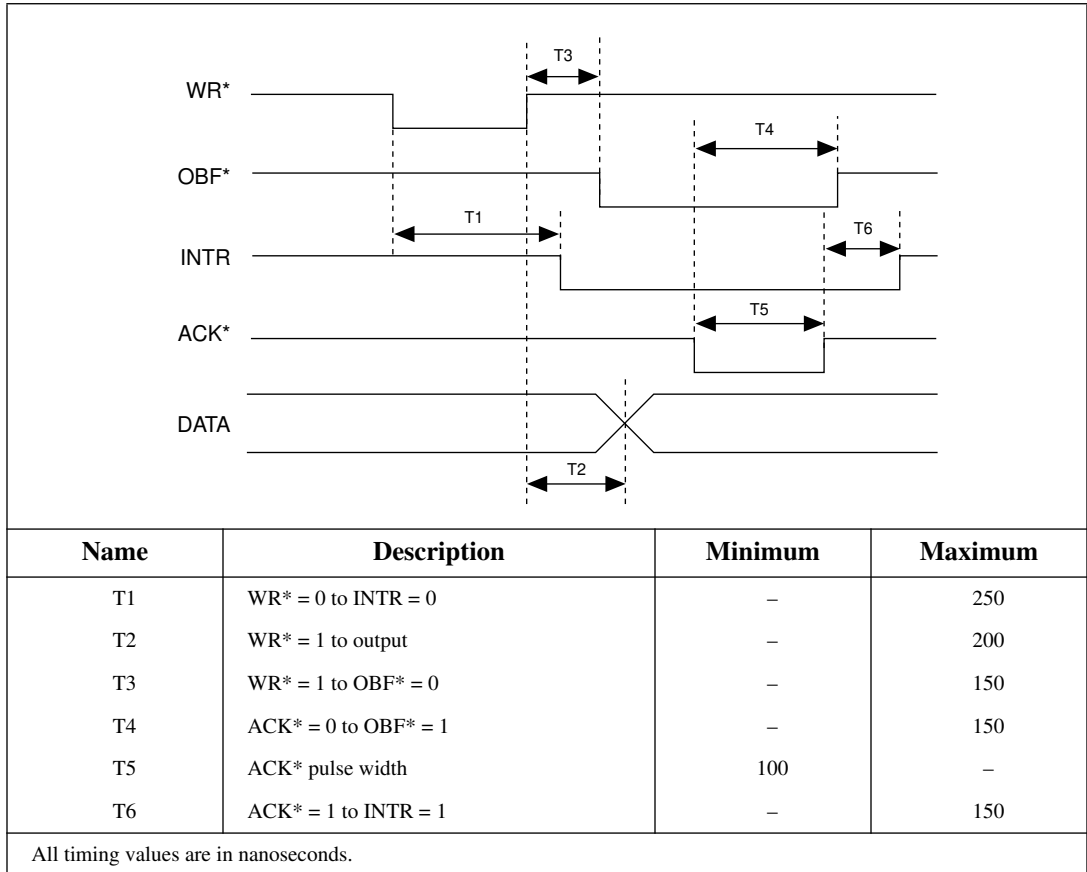 T3
WR*
T4
OBF*
T1
T6
INTR
T5
ACK*
DATA
T2
Name Description Minimum Maximum
T1 WR* = 0 to INTR = 0 – 250
T2 WR* = 1 to output – 200
T3 WR* = 1 to OBF* = 0 – 150
T4 ACK* = 0 to OBF* = 1 – 150
T5 ACK* pulse width 100 –
T6 ACK* = 1 to INTR = 1 – 150
All timing values are in nanoseconds.